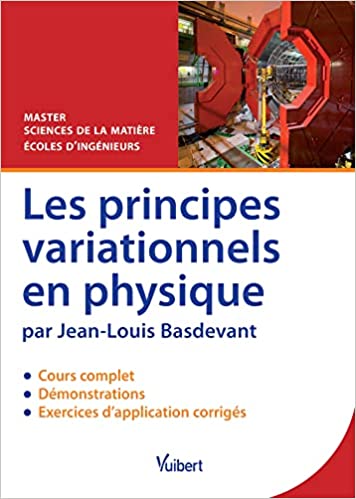 MASTER
SCIENCES DE LA MATIÈRE
ÉCOLES D'INGÉNIEURS
Les principes
variationnels
en physique
par Jean-Louis Basdevant
• Cours complet
• Démonstrations
• Exercices d'application corrigés
Vuibert